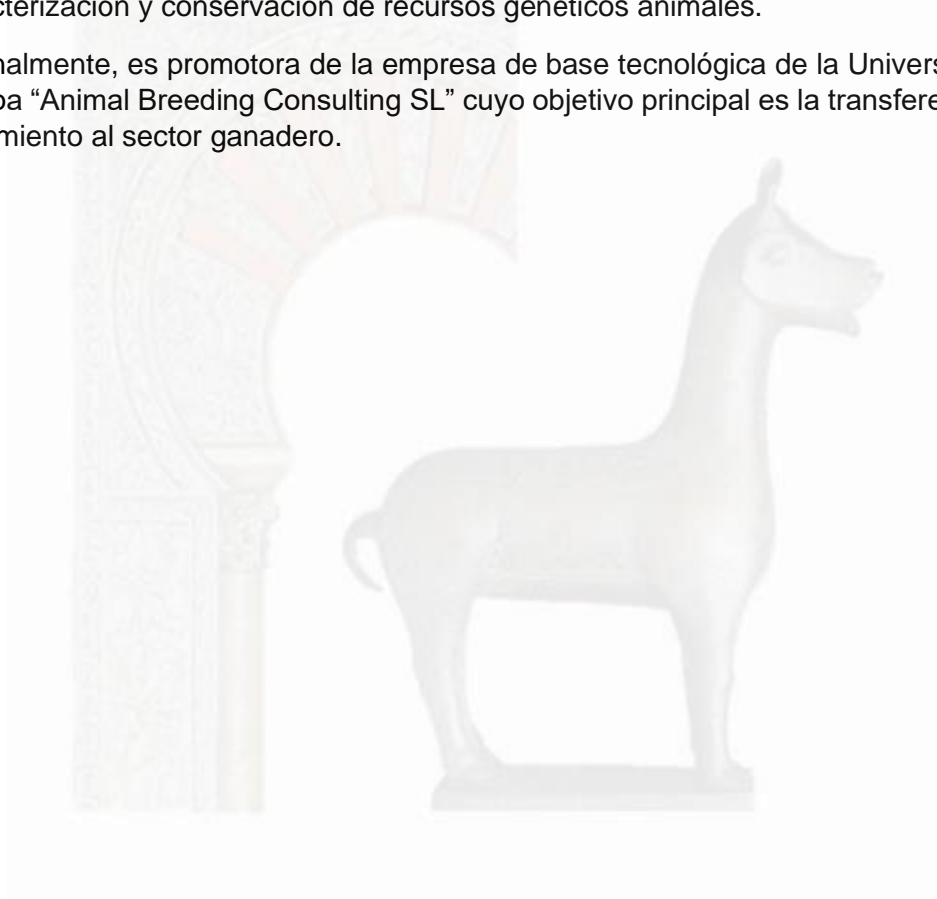 cterización y conservación de recursos genéticos animales.
nalmente, es promotora de la empresa de base tecnológica de la Univers
ba “Animal Breeding Consulting SL” cuyo objetivo principal es la transfere
miento al sector ganadero.